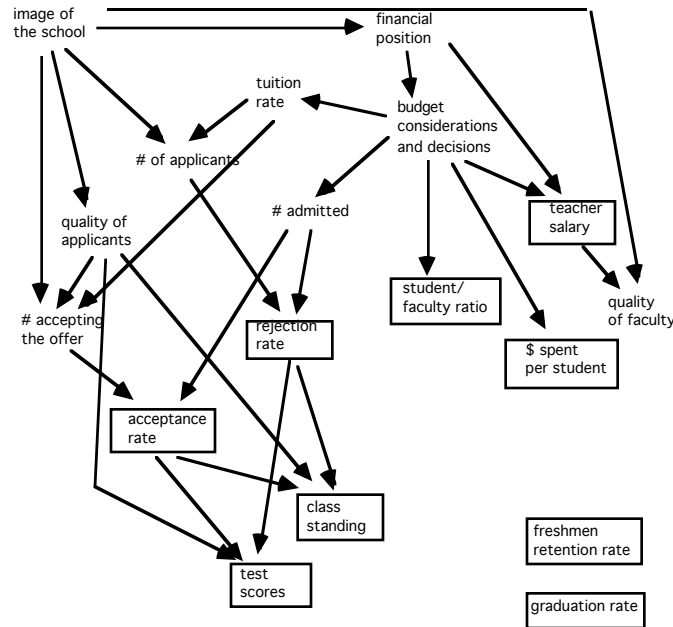 image of
the school
financial
position
tuition
rate
budget
considerations
and decisions
# of applicants
# admitted
teacher
salary
quality of
applicants
student/
faculty ratio
quality
of faculty
# accepting
the offer
rejection
rate
$ spent
per student
acceptance
rate
class
standing
freshmen
retention rate
test
scores
graduation rate